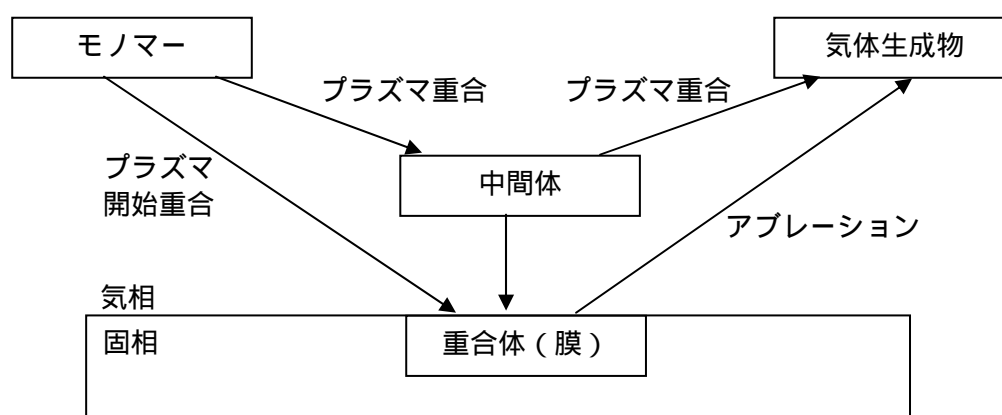 モノマー
気体生成物
プラズマ重合
プラズマ重合
プラズマ
開始重合
中間体
アブレーション
気相
固相
重合体（膜）